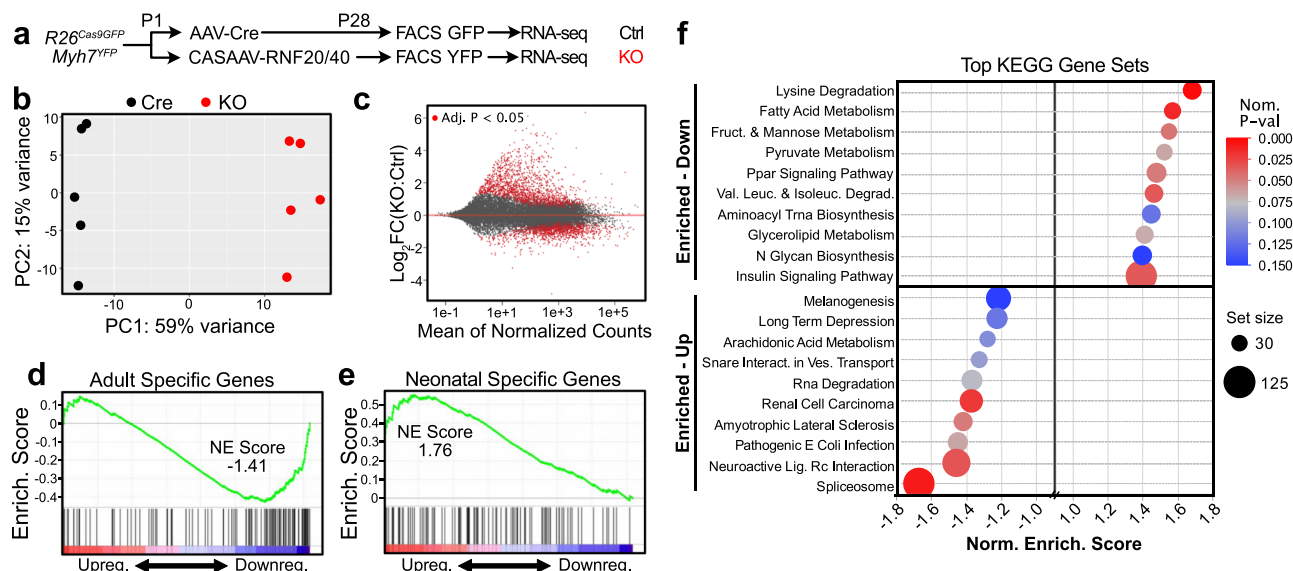 a
P1
P28
R26Cas9GFP
Myh7YFP
AAV-Cre
FACS GFP
RNA-seq
Ctrl
CASAAV-RNF20/40
FACS YFP
RNA-seq
KO
b
Cre
KO
PC2: 15% variance
10
5
0
-5
-10
-10
0
10
PC1: 59% variance
c
Adj. P < 0.05
Log2FC(KO:Ctrl)
6
4
2
0
-2
-4
1e-1
1e+1
1e+3
1e+5
Mean of Normalized Counts
d
Adult Specific Genes
Enrich. Score
0.1
0
-0.1
-0.2
-0.3
-0.4
NE Score
-1.41
Upreg.
Downreg.
e
Neonatal Specific Genes
Enrich. Score
0.5
0.4
0.3
0.2
0.1
0
NE Score
1.76
Upreg.
Downreg.
f
Top KEGG Gene Sets
Enriched - Down
Lysine Degradation
Fatty Acid Metabolism
Fruct. & Mannose Metabolism
Pyruvate Metabolism
Ppar Signaling Pathway
Val. Leuc. & Isoleuc. Degrad.
Aminoacyl Trna Biosynthesis
Glycerolipid Metabolism
N Glycan Biosynthesis
Insulin Signaling Pathway
Enriched - Up
Melanogenesis
Long Term Depression
Arachidonic Acid Metabolism
Snare Interact. in Ves. Transport
Rna Degradation
Renal Cell Carcinoma
Amyotrophic Lateral Sclerosis
Pathogenic E Coli Infection
Neuroactive Lig. Rc Interaction
Spliceosome
-1.8
-1.6
-1.4
-1.2
1.0
1.2
1.4
1.6
1.8
Norm. Enrich. Score
Nom.
P-val
0.000
0.025
0.050
0.075
0.100
0.125
0.150
Set size
30
125